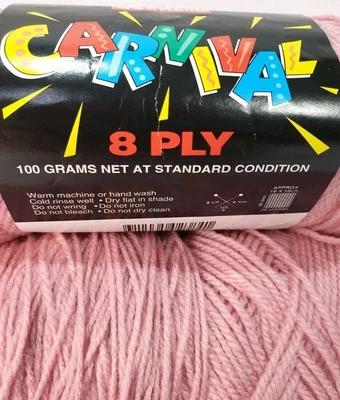 CARNIVAL
8 PLY
100 GRAMS NET AT STANDARD CONDITION
Warm machine or hand wash
Cold rinse well • Dry flat in shade
Do not wring • Do not iron
Do not bleach • Do not dry clean
APPROX